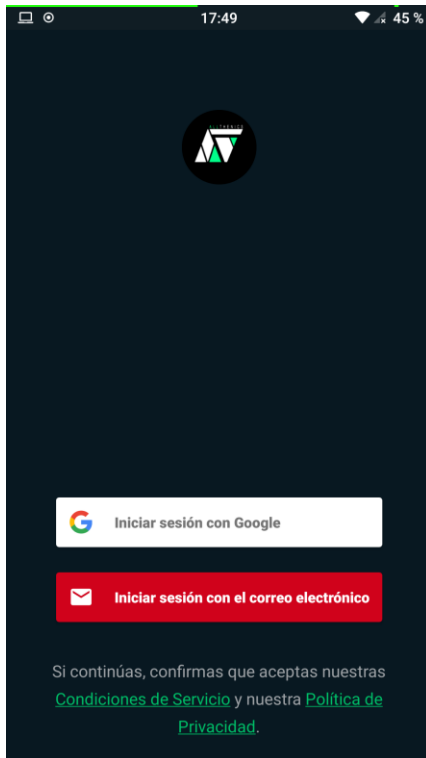 17:49
45 %
Iniciar sesión con Google
Iniciar sesión con el correo electrónico
Si continúas, confirmas que aceptas nuestras
Condiciones de Servicio y nuestra Política de
Privacidad.